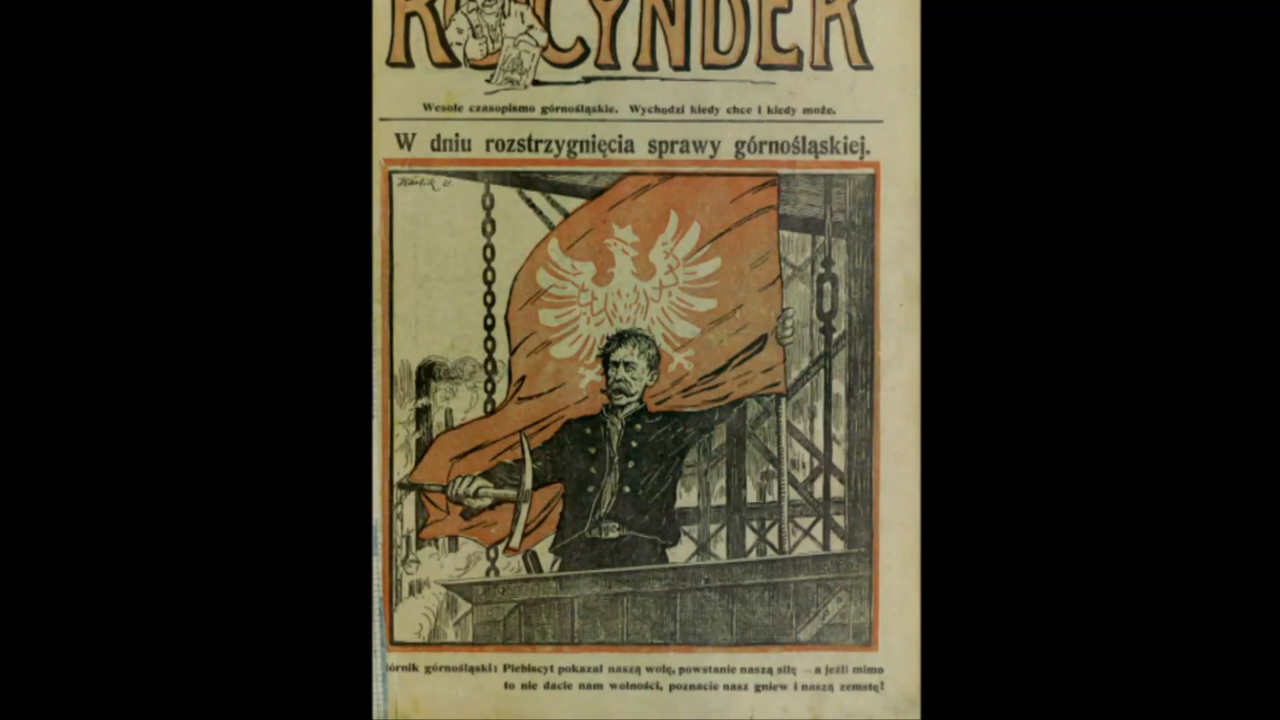 KOCYNDER
Wesołe czasopismo górnośląskie. Wychodzi kiedy chce i kiedy może.
W dniu rozstrzygnięcia sprawy górnośląskiej.
órnik górnośląski: Plebiscyt pokazał naszą wolę, powstanie naszą siłę — a jeżli mimo
to nie dacie nam wolności, poznacie nasz gniew i naszą zemstę!